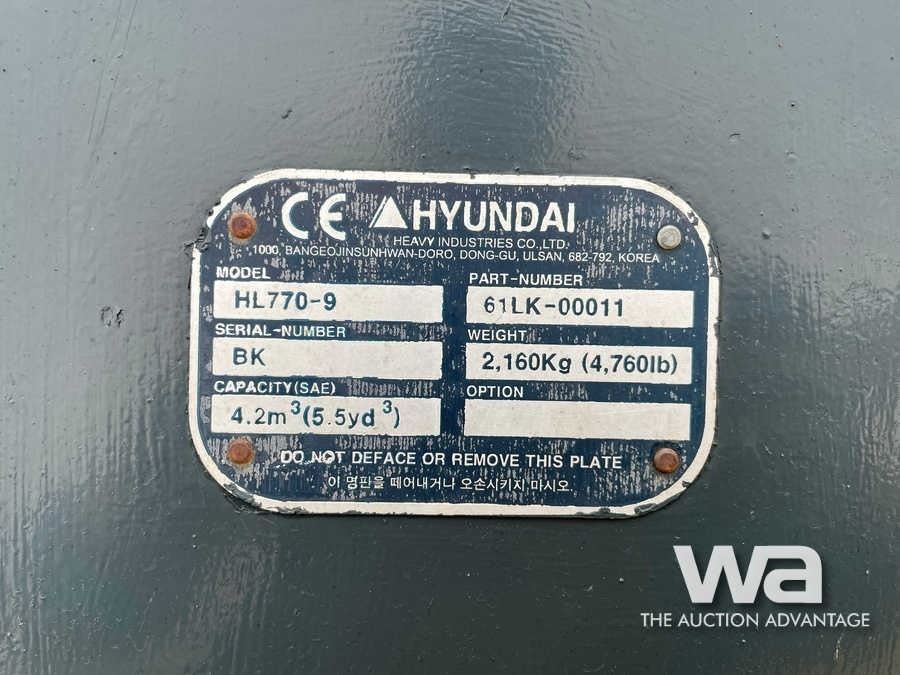 CE HYUNDAI
HEAVY INDUSTRIES CO., LTD.
1000, BANGEOJINSUNHWAN-DORO, DONG-GU, ULSAN, 682-792, KOREA
MODEL
HL770-9
PART-NUMBER
61LK-00011
SERIAL-NUMBER
BK
WEIGHT
2,160Kg (4,760lb)
CAPACITY(SAE)
4.2m³(5.5yd³)
OPTION
DO NOT DEFACE OR REMOVE THIS PLATE
이 명판을 떼어내거나 오손시키지 마시오.
wa
THE AUCTION ADVANTAGE